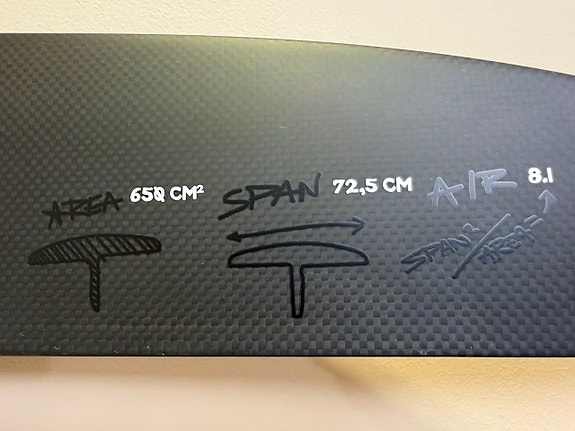 AREA 650 CM²
SPAN 72,5 CM
A/R 8.1
SPAN²/AREA=